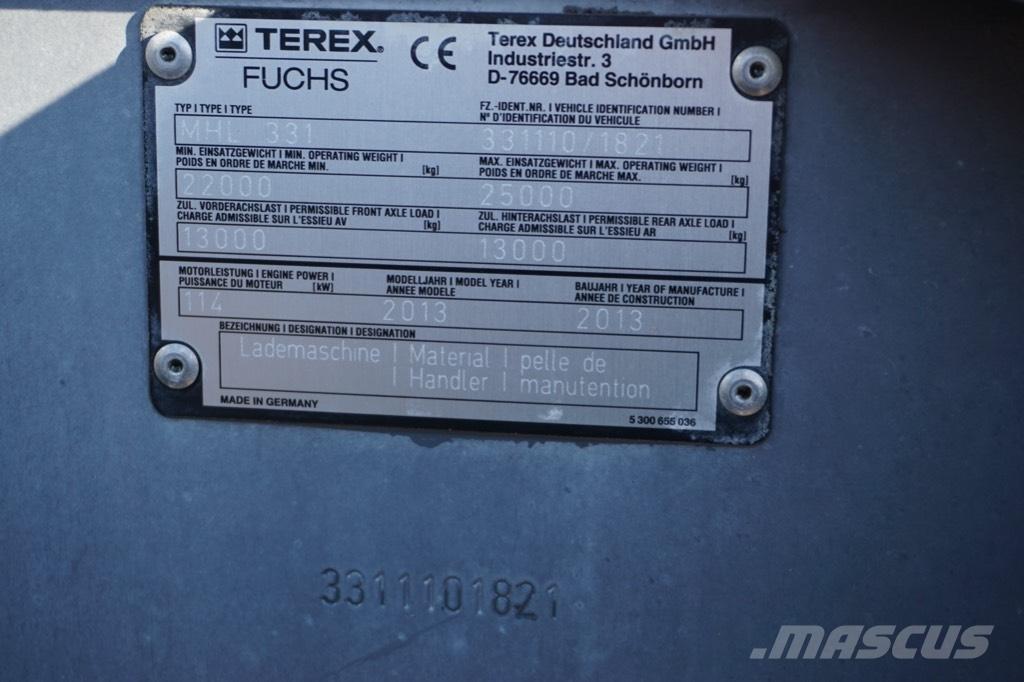 TEREX®
FUCHS
CE
Terex Deutschland GmbH
Industriestr. 3
D-76669 Bad Schönborn
TYP I TYPE I TYPE
MHL 331
FZ.-IDENT.NR. I VEHICLE IDENTIFICATION NUMBER I
N° D'IDENTIFICATION DU VEHICULE
331110/1821
MIN. EINSATZGEWICHT I MIN. OPERATING WEIGHT I
POIDS EN ORDRE DE MARCHE MIN. [kg]
22000
MAX. EINSATZGEWICHT I MAX. OPERATING WEIGHT I
POIDS EN ORDRE DE MARCHE MAX. [kg]
25000
ZUL. VORDERACHSLAST I PERMISSIBLE FRONT AXLE LOAD I
CHARGE ADMISSIBLE SUR L'ESSIEU AV [kg]
13000
ZUL. HINTERACHSLAST I PERMISSIBLE REAR AXLE LOAD I
CHARGE ADMISSIBLE SUR L'ESSIEU AR [kg]
13000
MOTORLEISTUNG I ENGINE POWER I
PUISSANCE DU MOTEUR [kW]
114
MODELLJAHR I MODEL YEAR I
ANNEE MODELE
2013
BAUJAHR I YEAR OF MANUFACTURE I
ANNEE DE CONSTRUCTION
2013
BEZEICHNUNG I DESIGNATION I DESIGNATION
Lademaschine | Material | pelle de
| Handler | manutention
MADE IN GERMANY
5 300 655 036
3311101821
MASCUS